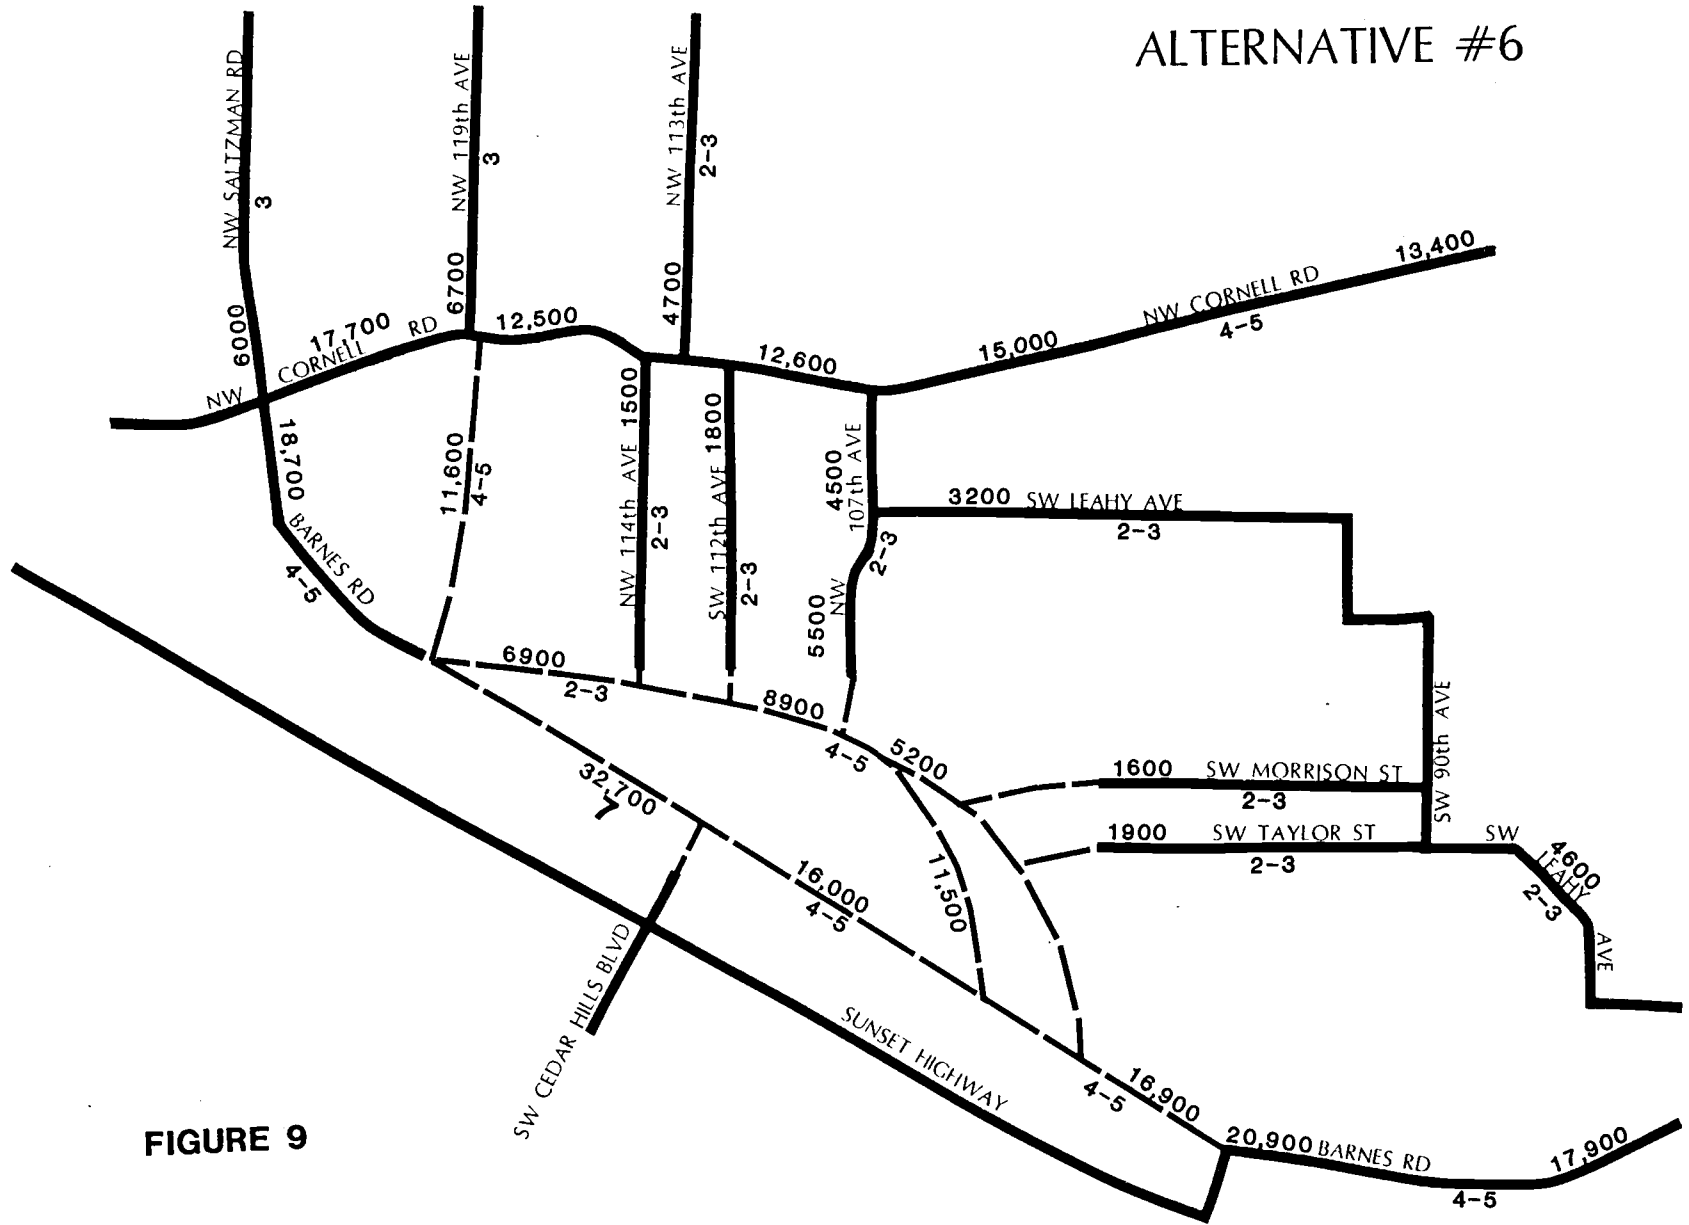 ALTERNATIVE #6
NW SALTZMAN RD
3
6000
NW 119th AVE
3
6700
NW 113th AVE
2-3
4700
NW CORNELL RD
17,700
12,500
12,600
15,000
NW CORNELL RD
4-5
13,400
18,700
BARNES RD
4-5
11,600
4-5
1500
NW 114th AVE
2-3
1800
SW 112th AVE
2-3
4500
NW 107th AVE
2-3
5500
3200
SW LEAHY AVE
2-3
6900
2-3
8900
4-5
5200
1600
SW MORRISON ST
2-3
SW 90th AVE
1900
SW TAYLOR ST
2-3
SW LEAHY AVE
4600
2-3
32,700
7
16,000
4-5
11,500
SW CEDAR HILLS BLVD
SUNSET HIGHWAY
16,900
4-5
20,900
BARNES RD
4-5
17,900
FIGURE 9